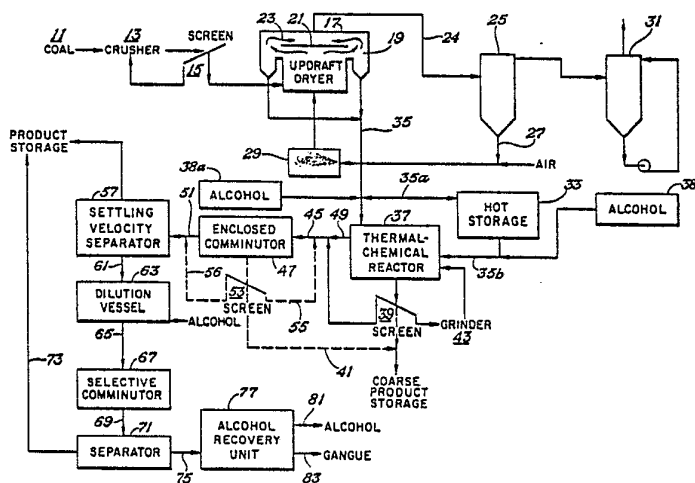 11
COAL
13
CRUSHER
SCREEN
15
23
21
17
19
UPDRAFT
DRYER
24
25
31
27
29
35
AIR
PRODUCT
STORAGE
38a
ALCOHOL
35a
33
HOT
STORAGE
38
ALCOHOL
57
SETTLING
VELOCITY
SEPARATOR
51
ENCLOSED
COMMINUTOR
47
45
49
37
THERMAL-
CHEMICAL
REACTOR
35b
56
53
SCREEN
55
39
SCREEN
GRINDER
43
61
63
DILUTION
VESSEL
ALCOHOL
65
41
COARSE
PRODUCT
STORAGE
73
67
SELECTIVE
COMMINUTOR
69
71
SEPARATOR
75
77
ALCOHOL
RECOVERY
UNIT
81
ALCOHOL
83
GANGUE